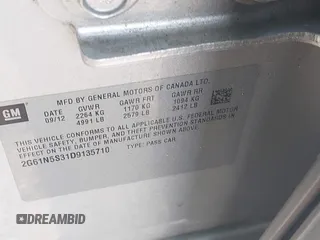 GM
MFD BY GENERAL MOTORS OF CANADA LTD.
DATE GVWR GAWR FRT GAWR RR
09/12 2264 KG 1170 KG 1094 KG
4991 LB 2579 LB 2412 LB
THIS VEHICLE CONFORMS TO ALL APPLICABLE U.S. FEDERAL MOTOR
VEHICLE SAFETY, BUMPER, AND THEFT PREVENTION STANDARDS
IN EFFECT ON THE DATE OF MANUFACTURE SHOWN ABOVE.
2G61N5S31D9135710 TYPE: PASS CAR
DREAMBID